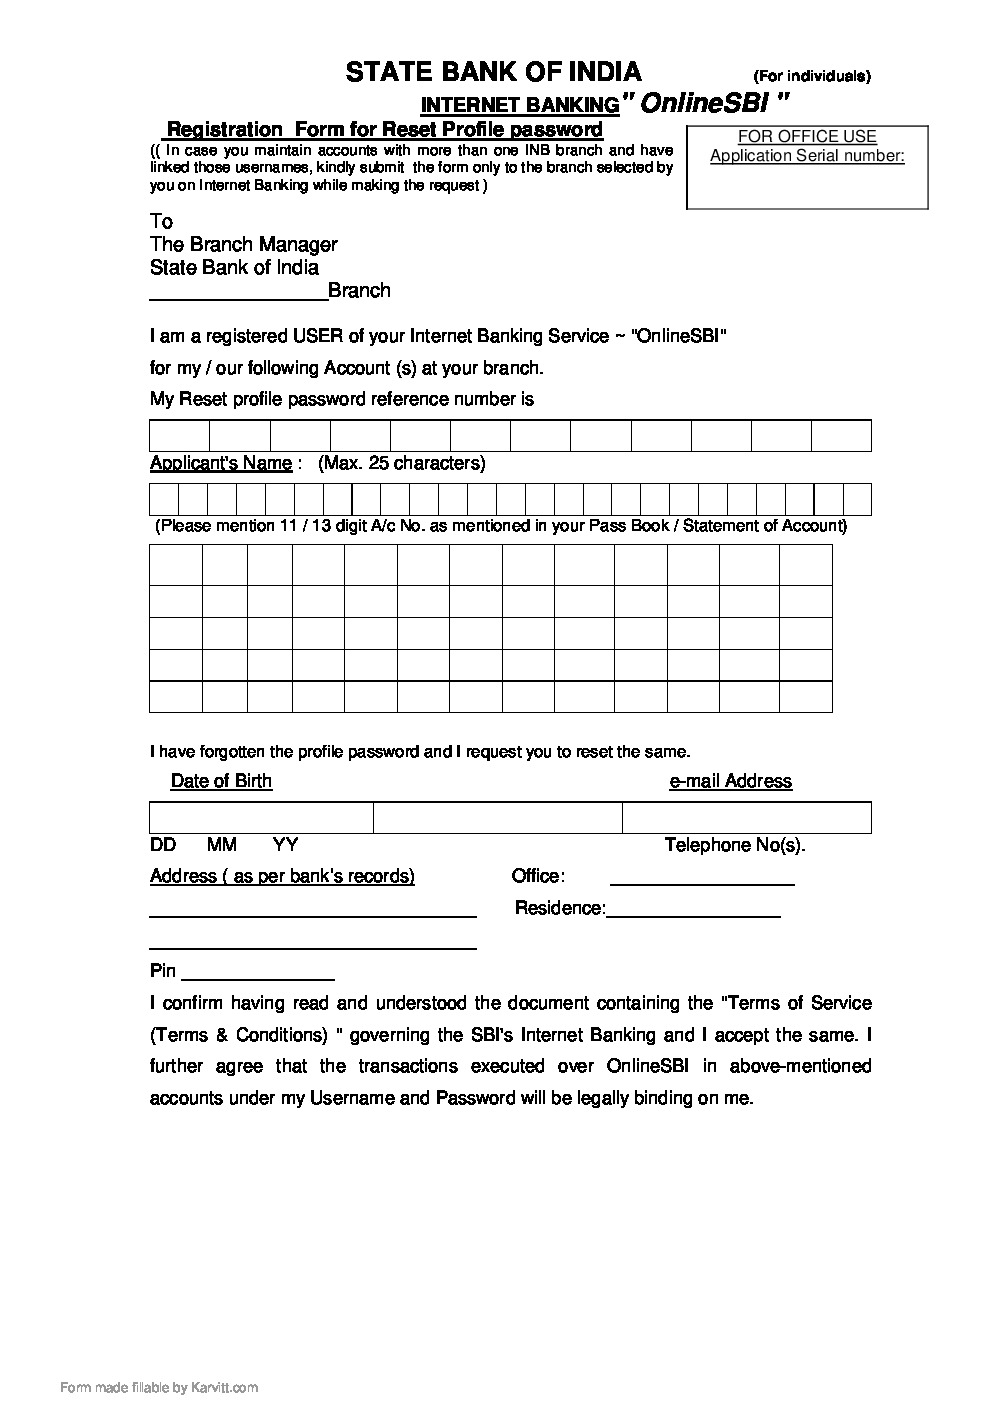 STATE BANK OF INDIA (For individuals)
INTERNET BANKING " OnlineSBI "
Registration Form for Reset Profile password
(( In case you maintain accounts with more than one INB branch and have
linked those usernames, kindly submit the form only to the branch selected by
you on Internet Banking while making the request )
FOR OFFICE USE
Application Serial number:
To
The Branch Manager
State Bank of India
_________________Branch
I am a registered USER of your Internet Banking Service ~ "OnlineSBI"
for my / our following Account (s) at your branch.
My Reset profile password reference number is
Applicant's Name : (Max. 25 characters)
(Please mention 11 / 13 digit A/c No. as mentioned in your Pass Book / Statement of Account)
I have forgotten the profile password and I request you to reset the same.
Date of Birth e-mail Address
DD MM YY Telephone No(s).
Address ( as per bank's records) Office: _________________
Residence:_________________
Pin _______________
I confirm having read and understood the document containing the "Terms of Service
(Terms & Conditions) " governing the SBI's Internet Banking and I accept the same. I
further agree that the transactions executed over OnlineSBI in above-mentioned
accounts under my Username and Password will be legally binding on me.
Form made fillable by Karvitt.com